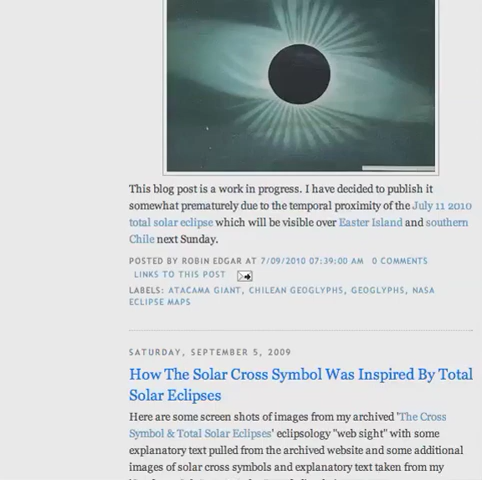 This blog post is a work in progress. I have decided to publish it
somewhat prematurely due to the temporal proximity of the July 11 2010
total solar eclipse which will be visible over Easter Island and southern
Chile next Sunday.
POSTED BY ROBIN EDGAR AT 7/09/2010 07:39:00 AM 0 COMMENTS
LINKS TO THIS POST
LABELS: ATACAMA GIANT, CHILEAN GEOGLYPHS, GEOGLYPHS, NASA
ECLIPSE MAPS
SATURDAY, SEPTEMBER 5, 2009
How The Solar Cross Symbol Was Inspired By Total
Solar Eclipses
Here are some screen shots of images from my archived 'The Cross
Symbol & Total Solar Eclipses' eclipsology "web sight" with some
explanatory text pulled from the archived website and some additional
images of solar cross symbols and explanatory text taken from my